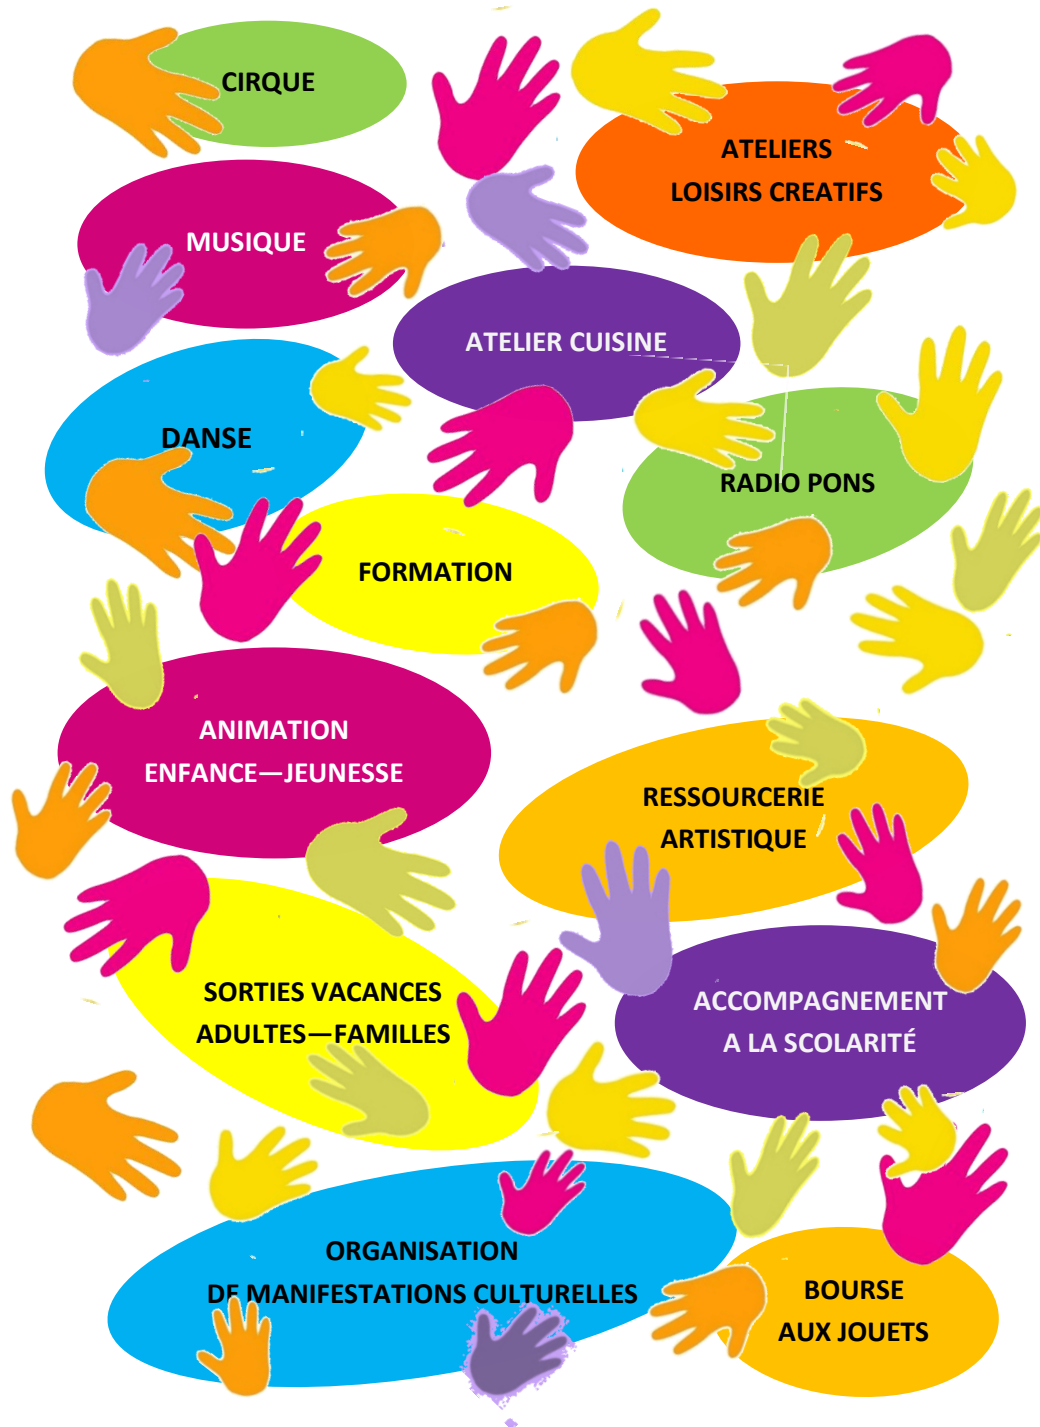 CIRQUE
ATELIERS
LOISIRS CREATIFS
MUSIQUE
ATELIER CUISINE
DANSE
RADIO PONS
FORMATION
ANIMATION
ENFANCE—JEUNESSE
RESSOURCERIE
ARTISTIQUE
SORTIES VACANCES
ADULTES—FAMILLES
ACCOMPAGNEMENT
A LA SCOLARITÉ
ORGANISATION
DE MANIFESTATIONS CULTURELLES
BOURSE
AUX JOUETS